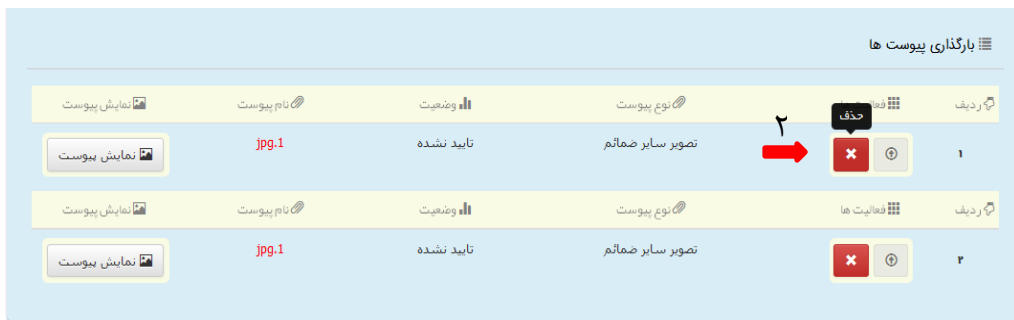 بارگذاری پیوست ها
ردیف فعالیت ها نوع پیوست وضعیت نام پیوست نمایش پیوست
حذف
۲
۱ تصویر سایر ضمائم تایید نشده jpg.1 نمایش پیوست
ردیف فعالیت ها نوع پیوست وضعیت نام پیوست نمایش پیوست
۲ تصویر سایر ضمائم تایید نشده jpg.1 نمایش پیوست